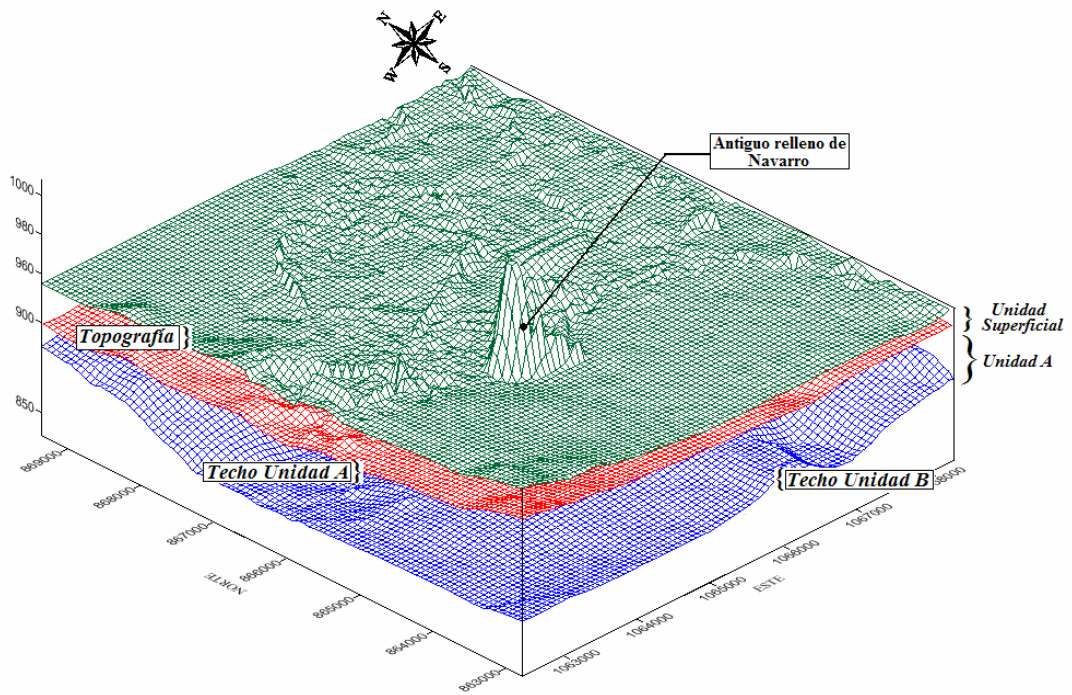 N
E
W
S
Antiguo relleno de
Navarro
1000
980
960
900
850
Unidad
Superficial
Topografía
Unidad A
Techo Unidad A
Techo Unidad B
869000
868000
867000
866000
865000
864000
863000
NORTE
1063000
1064000
1065000
1066000
1067000
ESTE